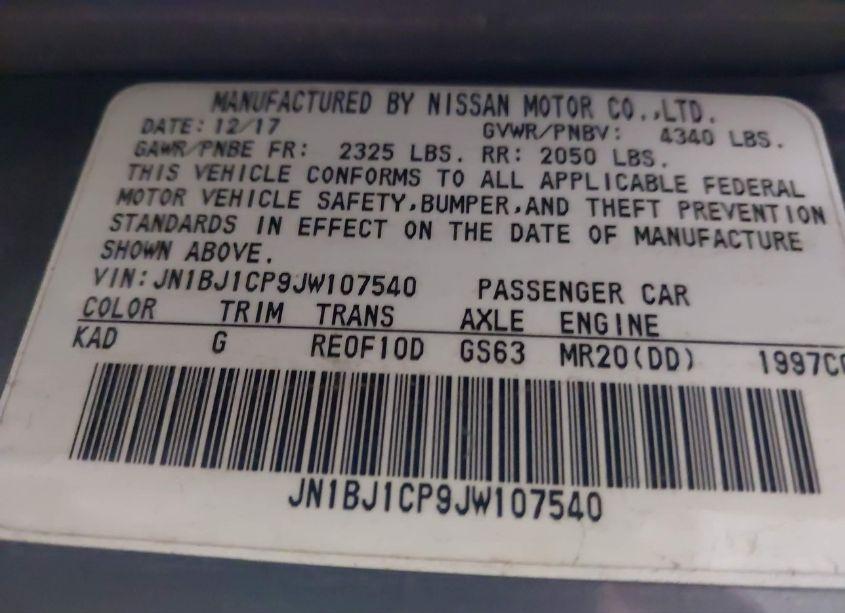 MANUFACTURED BY NISSAN MOTOR CO.,LTD.
DATE: 12/17 GVWR/PNBV: 4340 LBS.
GAWR/PNBE FR: 2325 LBS. RR: 2050 LBS.
THIS VEHICLE CONFORMS TO ALL APPLICABLE FEDERAL
MOTOR VEHICLE SAFETY,BUMPER,AND THEFT PREVENTION
STANDARDS IN EFFECT ON THE DATE OF MANUFACTURE
SHOWN ABOVE.
VIN: JN1BJ1CP9JW107540 PASSENGER CAR
COLOR TRIM TRANS AXLE ENGINE
KAD G RE0F10D GS63 MR20(DD) 1997CC
JN1BJ1CP9JW107540